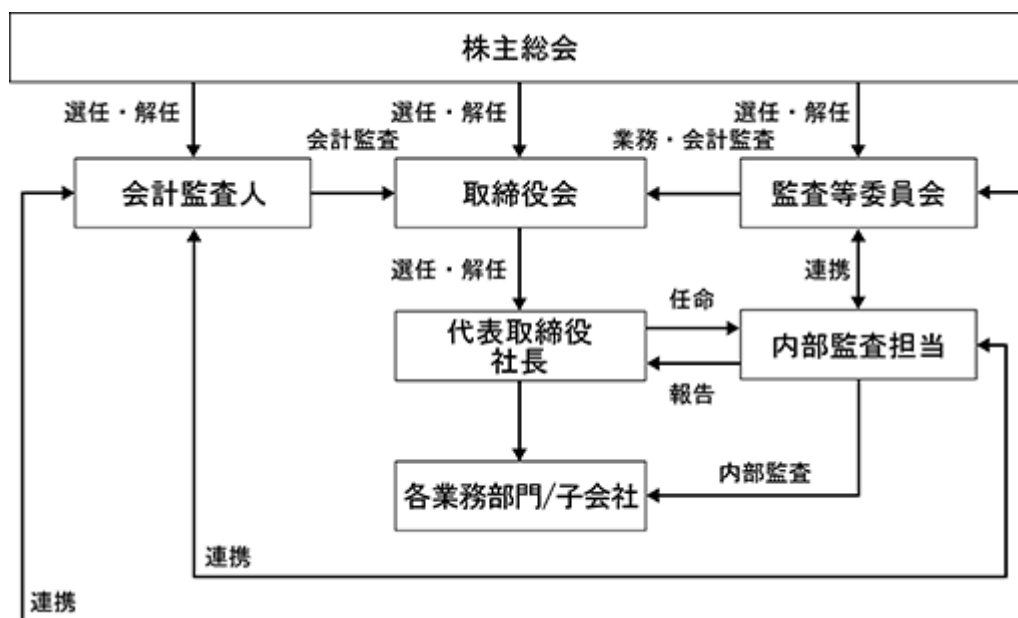 株主総会
選任・解任
選任・解任
選任・解任
会計監査
業務・会計監査
会計監査人
取締役会
監査等委員会
選任・解任
連携
任命
代表取締役
社長
内部監査担当
報告
内部監査
各業務部門/子会社
連携
連携